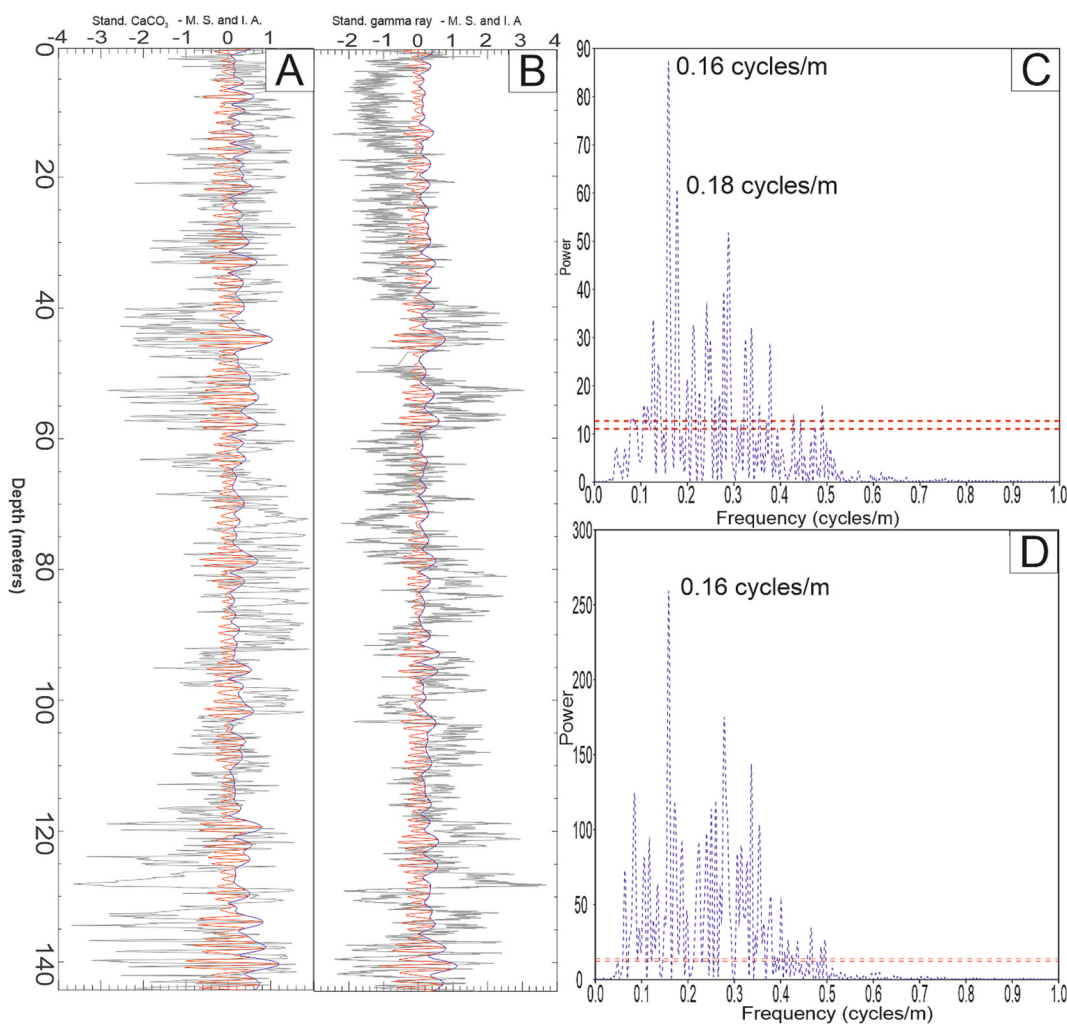 Stand. CaCO₃ - M. S. and I. A.
-4 -3 -2 -1 0 1
A
Stand. gamma ray - M. S. and I. A
-2 -1 0 1 2 3 4
B
0
20
40
60
80
100
120
140
Depth (meters)
C
0.16 cycles/m
0.18 cycles/m
90
80
70
60
50
40
30
20
10
0
Power
0.0 0.1 0.2 0.3 0.4 0.5 0.6 0.7 0.8 0.9 1.0
Frequency (cycles/m)
D
0.16 cycles/m
300
250
200
150
100
50
0
Power
0.0 0.1 0.2 0.3 0.4 0.5 0.6 0.7 0.8 0.9 1.0
Frequency (cycles/m)